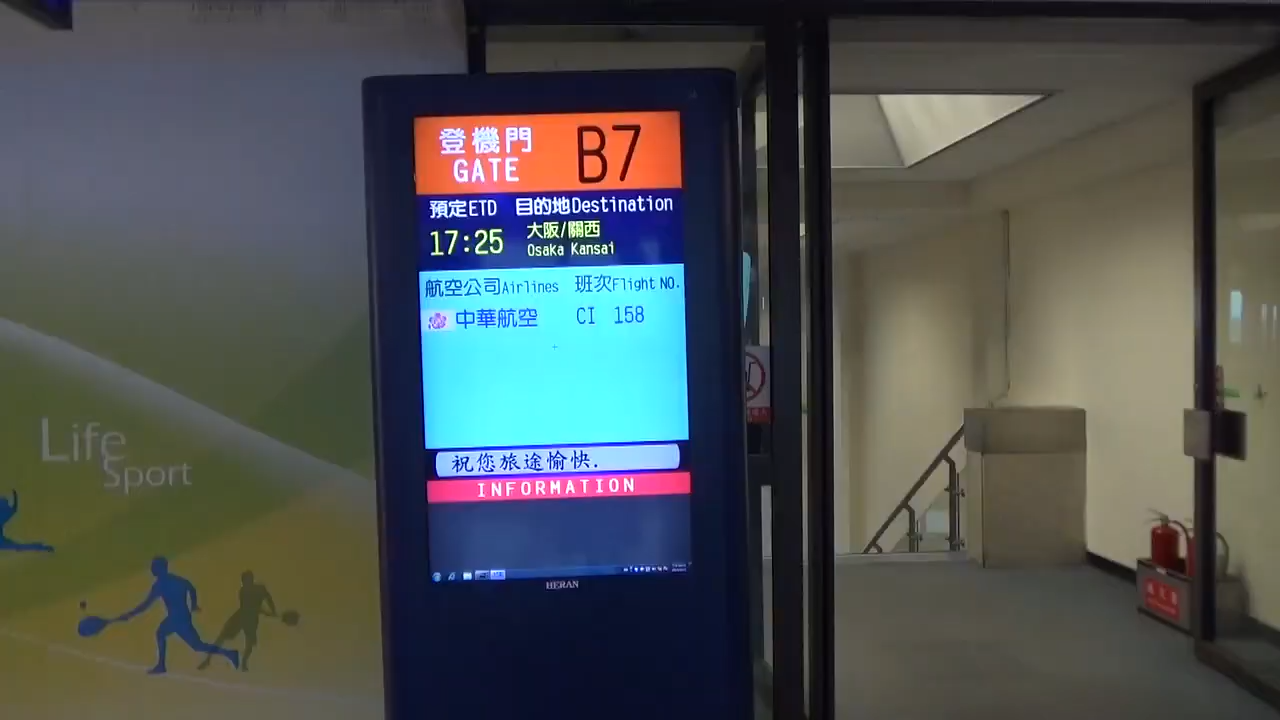 登機門
GATE
B7
預定ETD 目的地Destination
17:25
大阪/關西
Osaka Kansai
航空公司Airlines 班次Flight NO.
中華航空 CI 158
祝您旅途愉快.
INFORMATION
HERAN
Life
Sport
滅火器